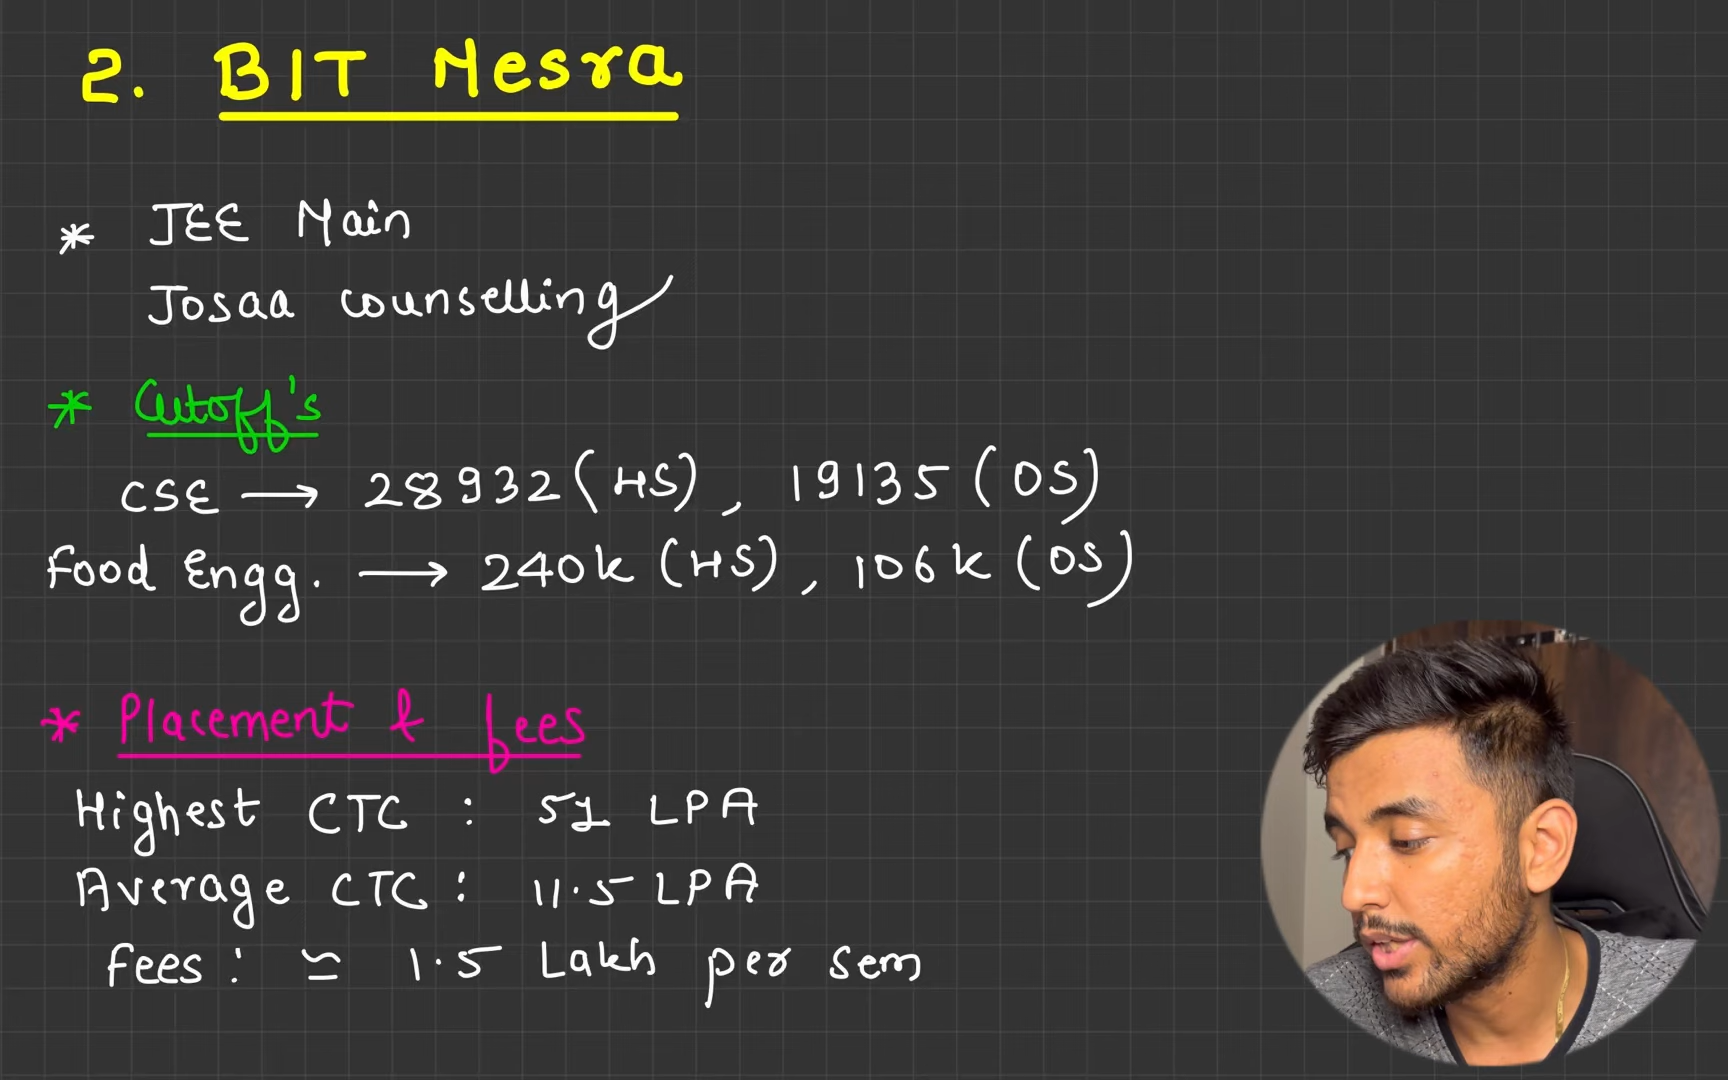 2. BIT Mesra
* JEE Main
Josaa counselling
* Cutoff's
CSE → 28932 (HS), 19135 (OS)
Food Engg. → 240k (HS), 106k (OS)
* Placement & fees
Highest CTC : 51 LPA
Average CTC : 11.5 LPA
Fees : ≃ 1.5 Lakh per sem